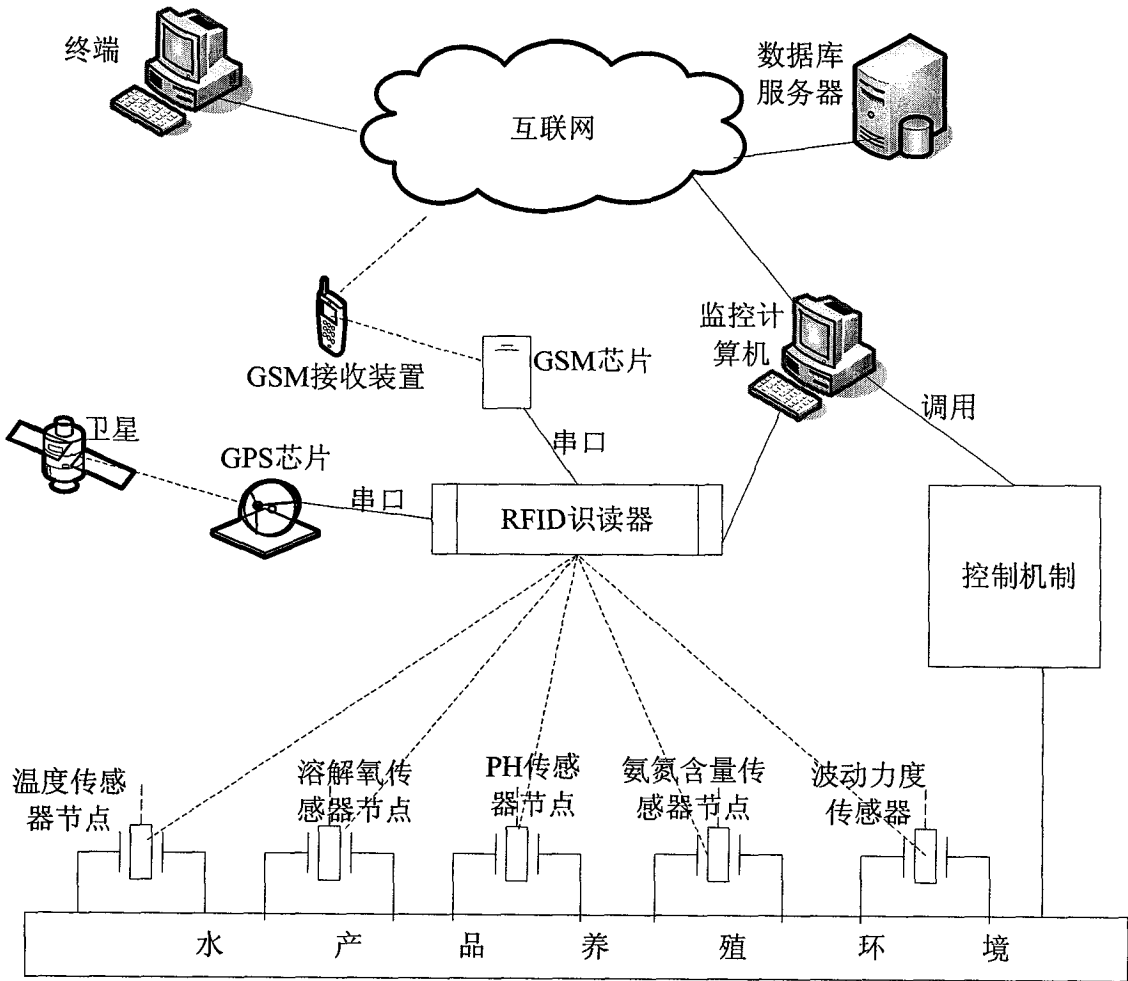 终端
数据库
服务器
互联网
监控计
算机
GSM接收装置
GSM芯片
调用
卫星
GPS芯片
串口
串口
RFID识读器
控制机制
温度传感
器节点
溶解氧传
感器节点
PH传感
器节点
氨氮含量传
感器节点
波动力度
传感器
水产品养殖环境